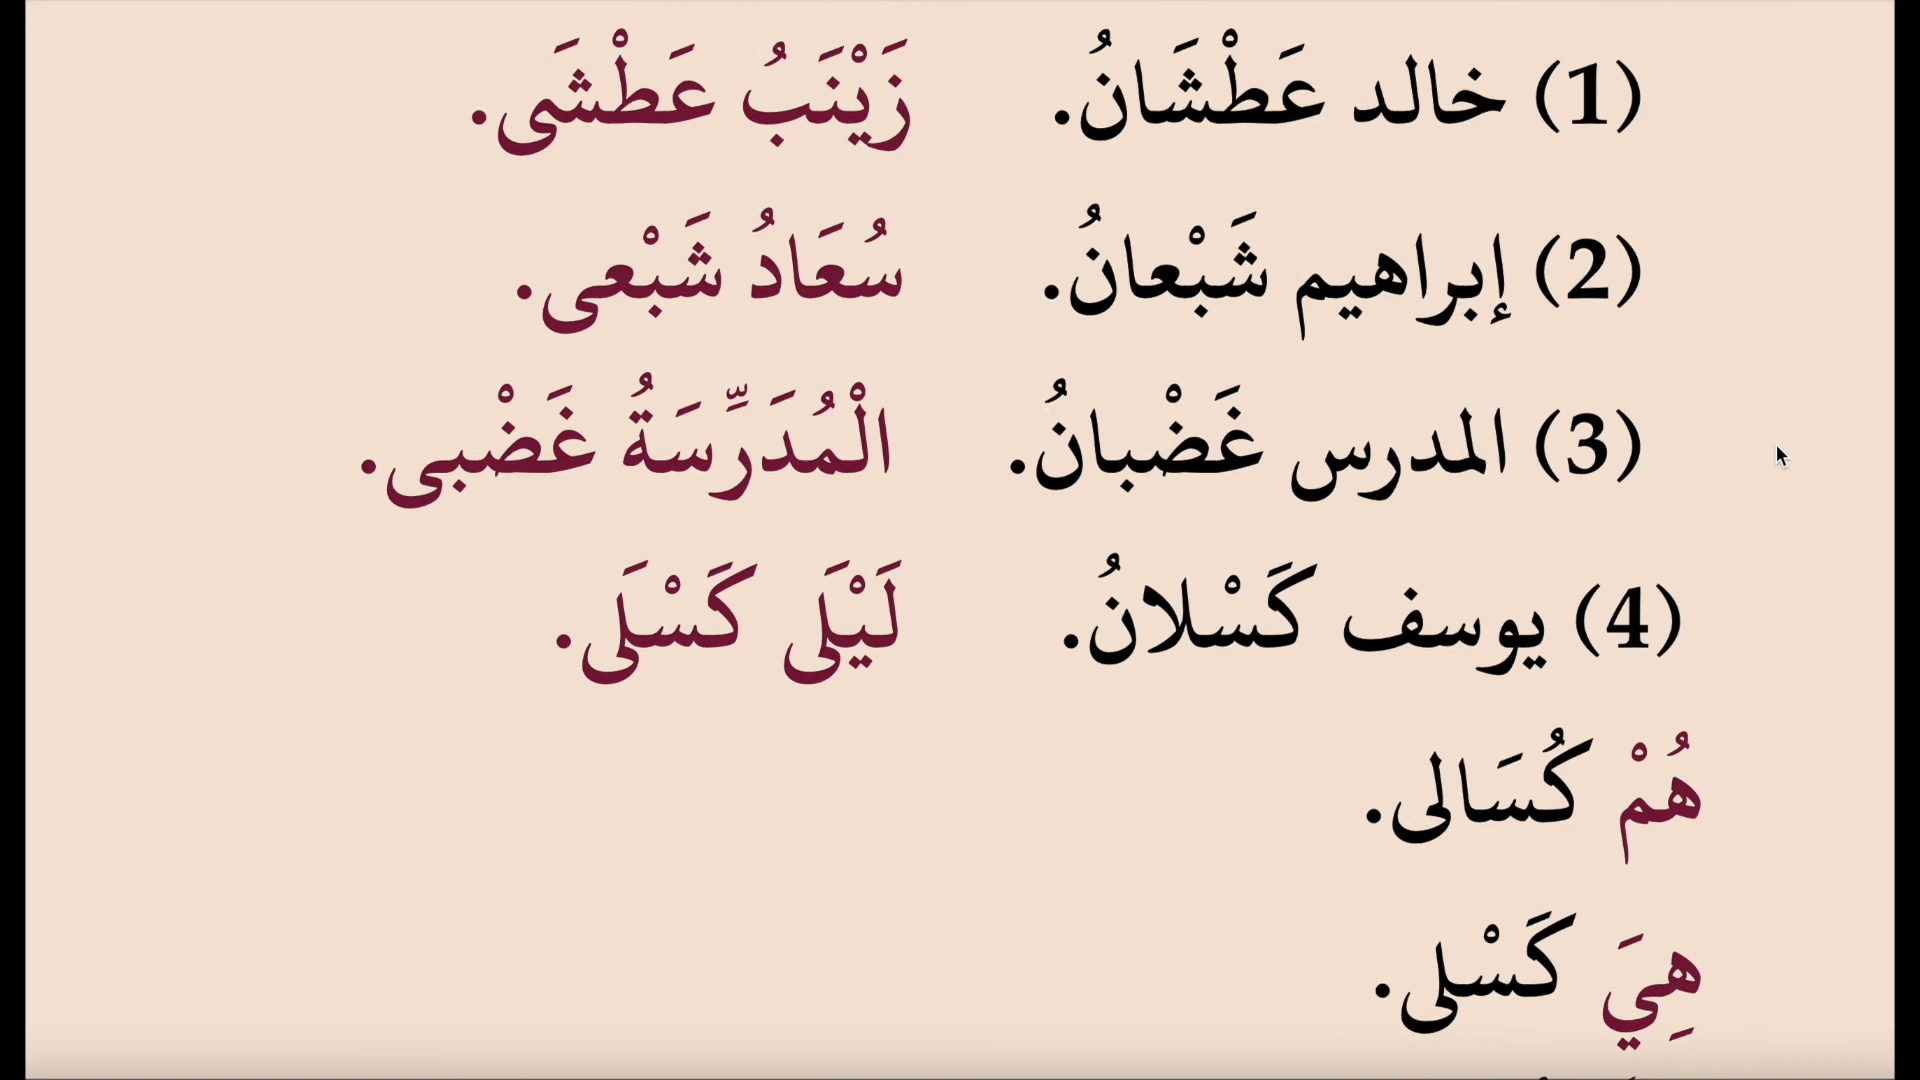 (1) خالد عَطْشَانُ. زَيْنَبُ عَطْشَى.
(2) إبراهيم شَبْعانُ. سُعَادُ شَبْعى.
(3) المدرس غَضْبانُ. الْمُدَرِّسَةُ غَضْبى.
(4) يوسف كَسْلانُ. لَيْلَى كَسْلَى.
هُمْ كُسَالى.
هِيَ كَسْلى.